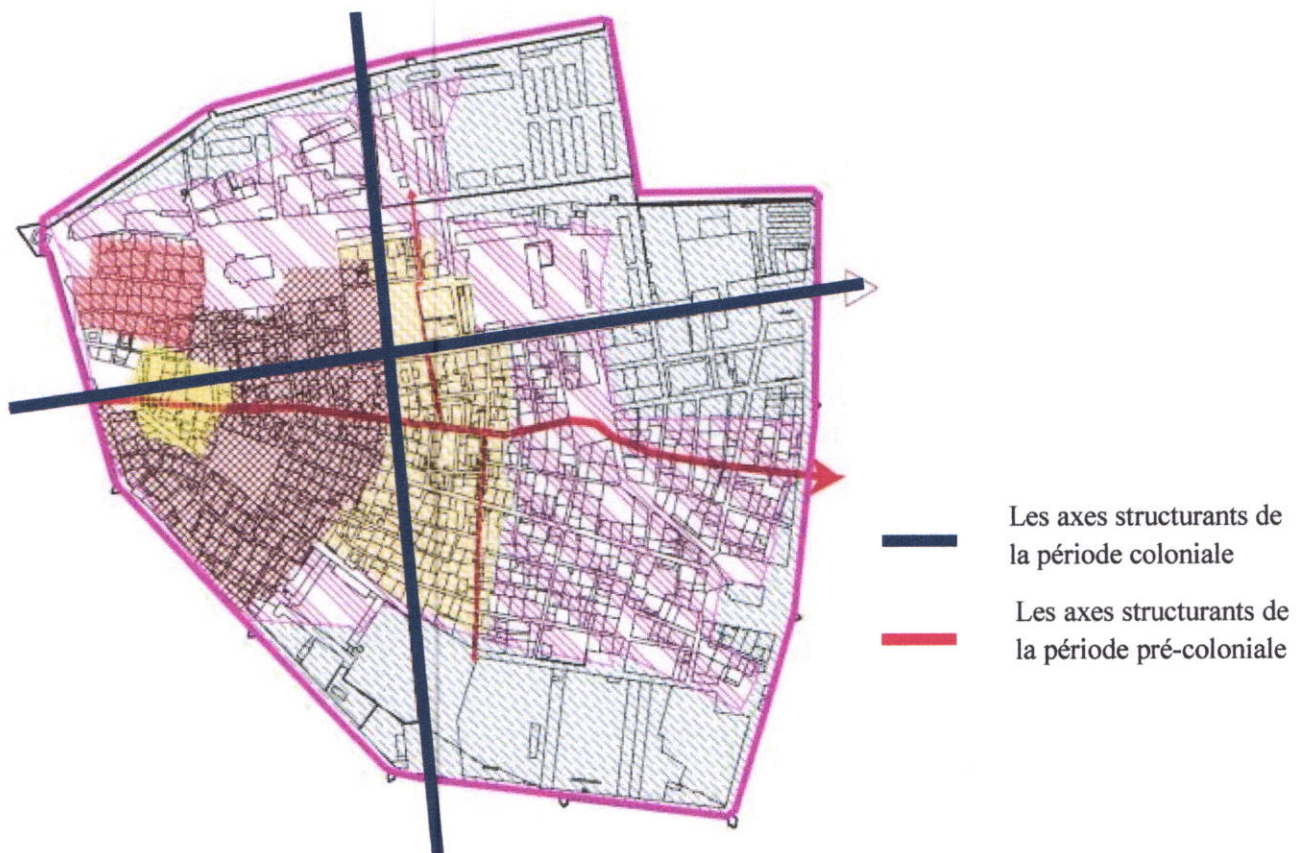 Les axes structurants de
la période coloniale
Les axes structurants de
la période pré-coloniale